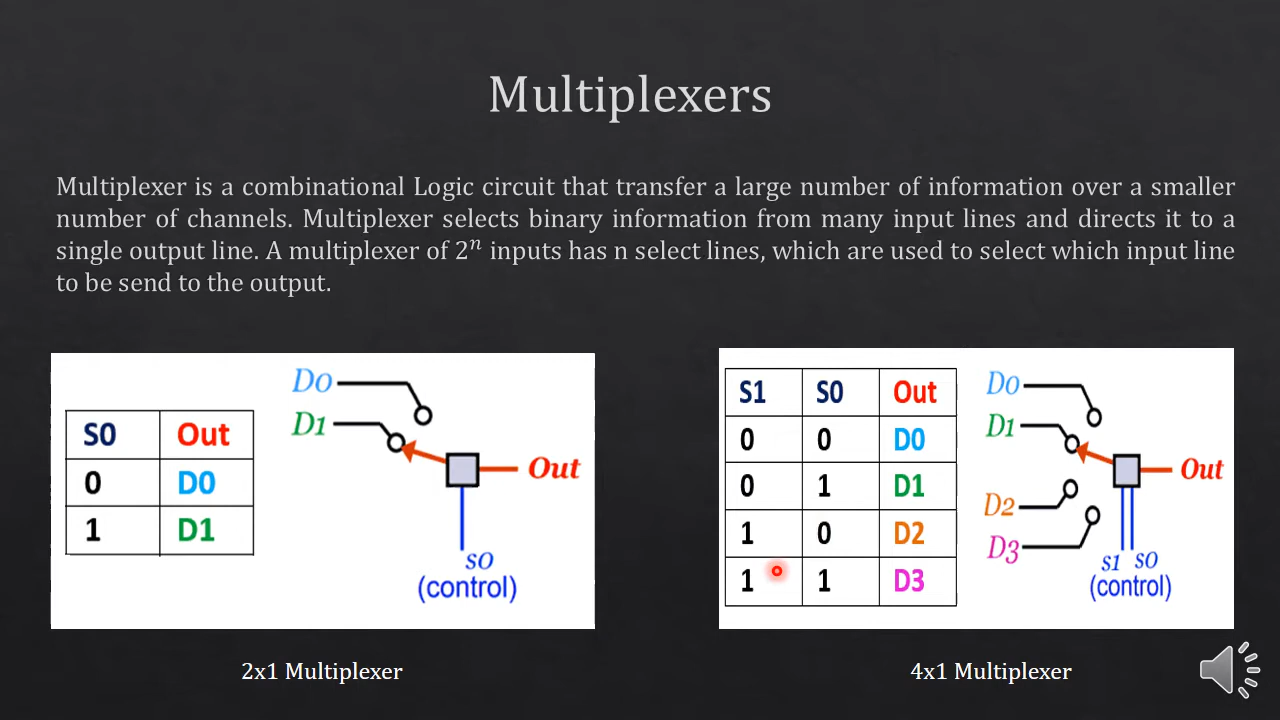 Multiplexers
Multiplexer is a combinational Logic circuit that transfer a large number of information over a smaller
number of channels. Multiplexer selects binary information from many input lines and directs it to a
single output line. A multiplexer of 2ⁿ inputs has n select lines, which are used to select which input line
to be send to the output.
S0 Out
0 D0
1 D1
D0
D1
Out
S0
(control)
2x1 Multiplexer
S1 S0 Out
0 0 D0
0 1 D1
1 0 D2
1 1 D3
D0
D1
D2
D3
Out
S1 S0
(control)
4x1 Multiplexer